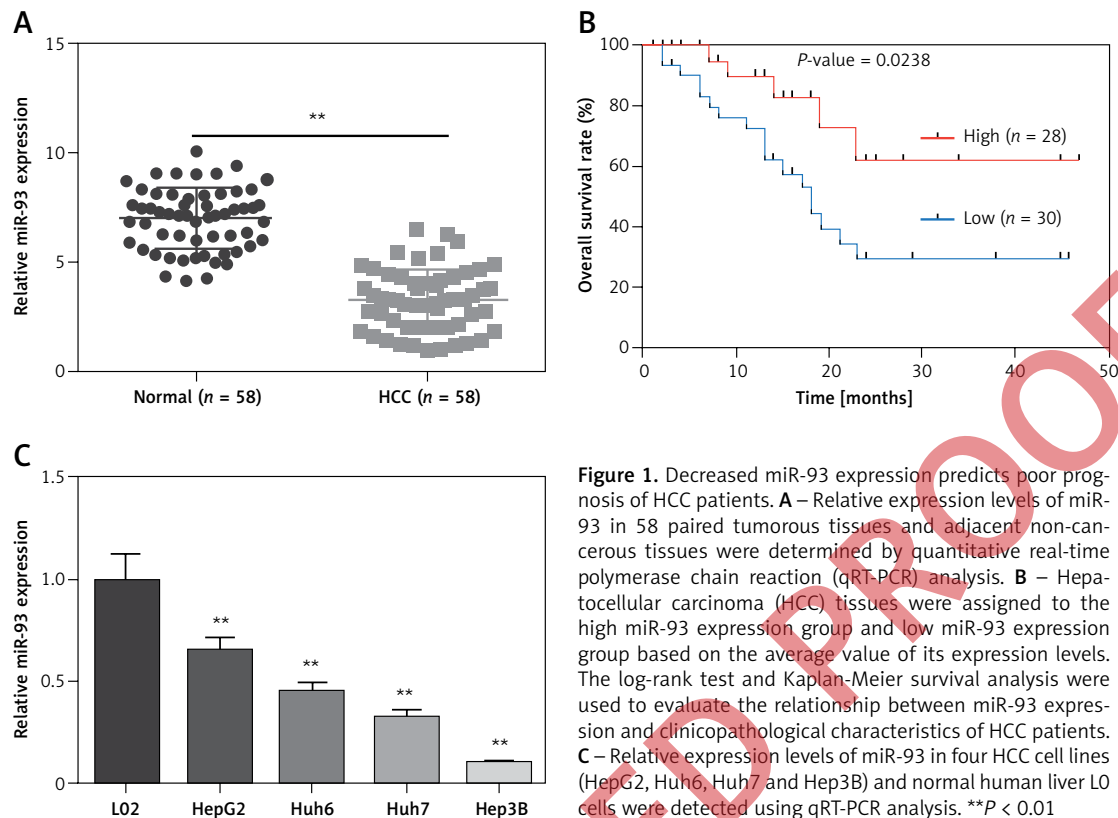 A
Relative miR-93 expression
15
10
5
0
**
Normal (n = 58)
HCC (n = 58)
B
Overall survival rate (%)
100
80
60
40
20
0
P-value = 0.0238
High (n = 28)
Low (n = 30)
0 10 20 30 40 50
Time [months]
C
Relative miR-93 expression
1.5
1.0
0.5
0
**
**
**
**
L02 HepG2 Huh6 Huh7 Hep3B
Figure 1. Decreased miR-93 expression predicts poor prog-
nosis of HCC patients. A – Relative expression levels of miR-
93 in 58 paired tumorous tissues and adjacent non-can-
cerous tissues were determined by quantitative real-time
polymerase chain reaction (qRT-PCR) analysis. B – Hepa-
tocellular carcinoma (HCC) tissues were assigned to the
high miR-93 expression group and low miR-93 expression
group based on the average value of its expression levels.
The log-rank test and Kaplan-Meier survival analysis were
used to evaluate the relationship between miR-93 expres-
sion and clinicopathological characteristics of HCC patients.
C – Relative expression levels of miR-93 in four HCC cell lines
(HepG2, Huh6, Huh7 and Hep3B) and normal human liver L0
cells were detected using qRT-PCR analysis. **P < 0.01
PROOF